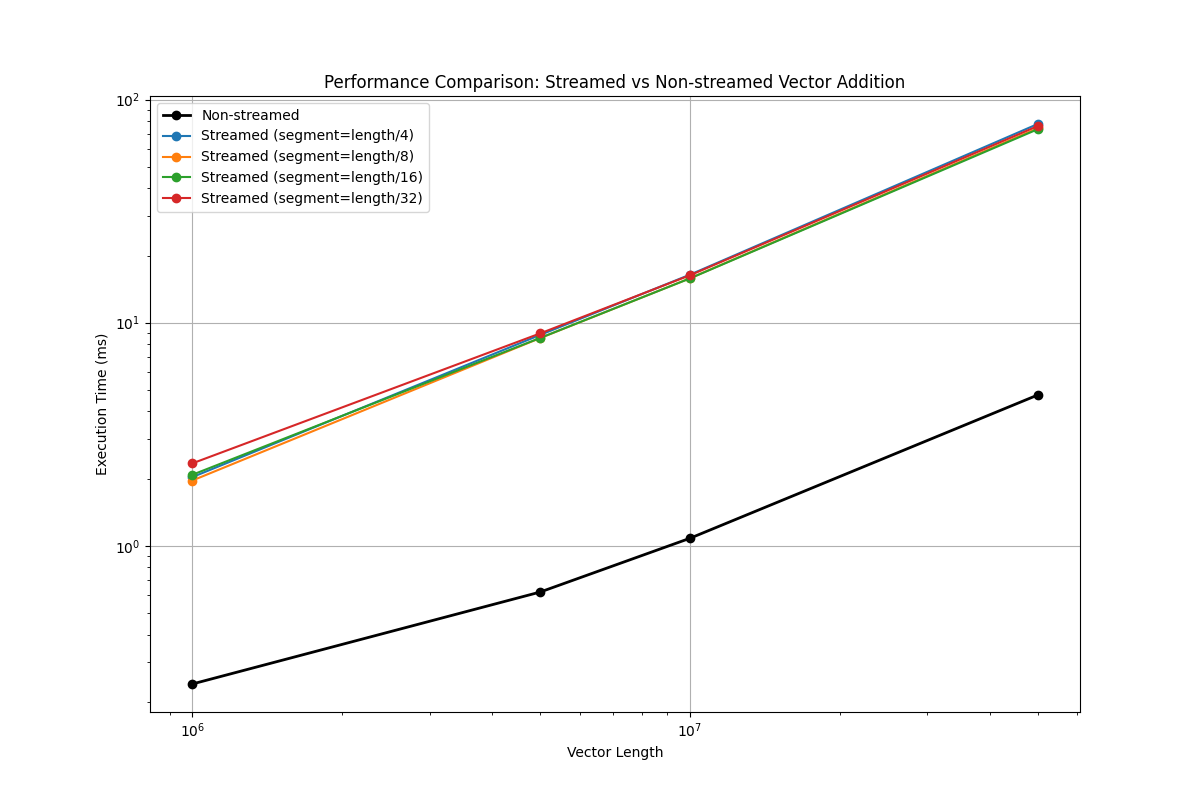 Performance Comparison: Streamed vs Non-streamed Vector Addition
Non-streamed
Streamed (segment=length/4)
Streamed (segment=length/8)
Streamed (segment=length/16)
Streamed (segment=length/32)
Execution Time (ms)
10²
10¹
10⁰
10⁶
10⁷
Vector Length